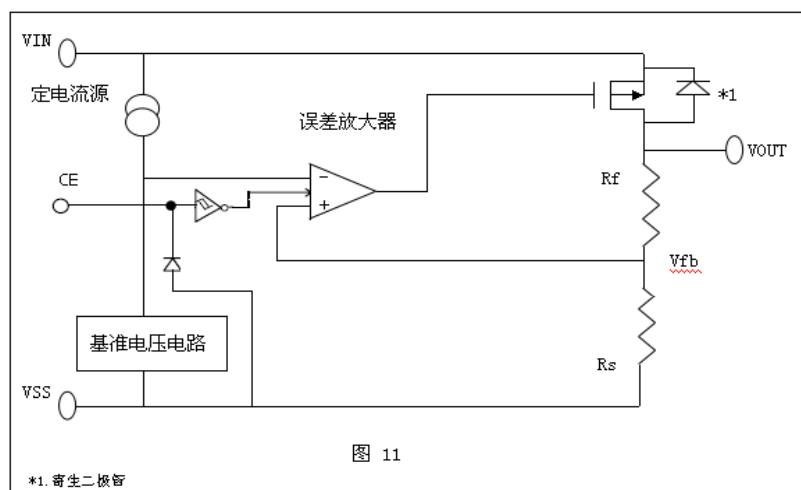 VIN
定电流源
*1
误差放大器
VOUT
CE
Rf
−
+
Vfb
基准电压电路
Rs
VSS
图 11
*1.寄生二极管